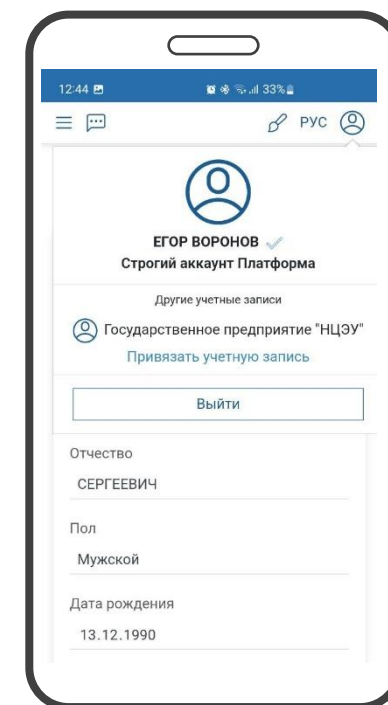 12:44 33%
РУС
ЕГОР ВОРОНОВ
Строгий аккаунт Платформа
Другие учетные записи
Государственное предприятие "НЦЭУ"
Привязать учетную запись
Выйти
Отчество
СЕРГЕЕВИЧ
Пол
Мужской
Дата рождения
13.12.1990